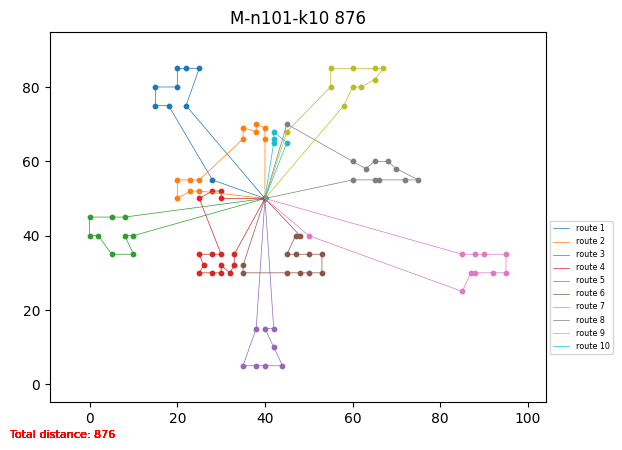 M-n101-k10 876
80
60
40
20
0
0 20 40 60 80 100
route 1
route 2
route 3
route 4
route 5
route 6
route 7
route 8
route 9
route 10
Total distance: 876